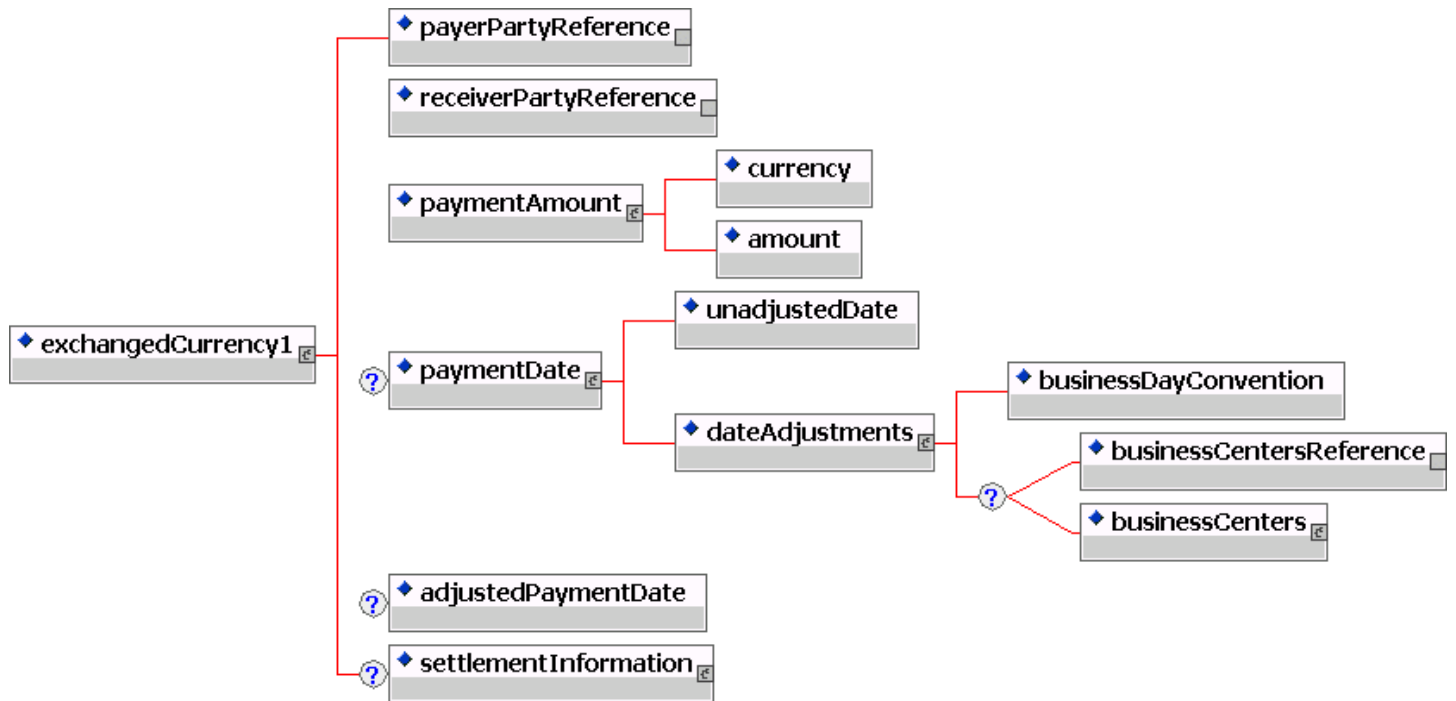 payerPartyReference
receiverPartyReference
currency
paymentAmount
amount
unadjustedDate
exchangedCurrency1
? paymentDate
businessDayConvention
dateAdjustments
businessCentersReference
?
businessCenters
? adjustedPaymentDate
? settlementInformation